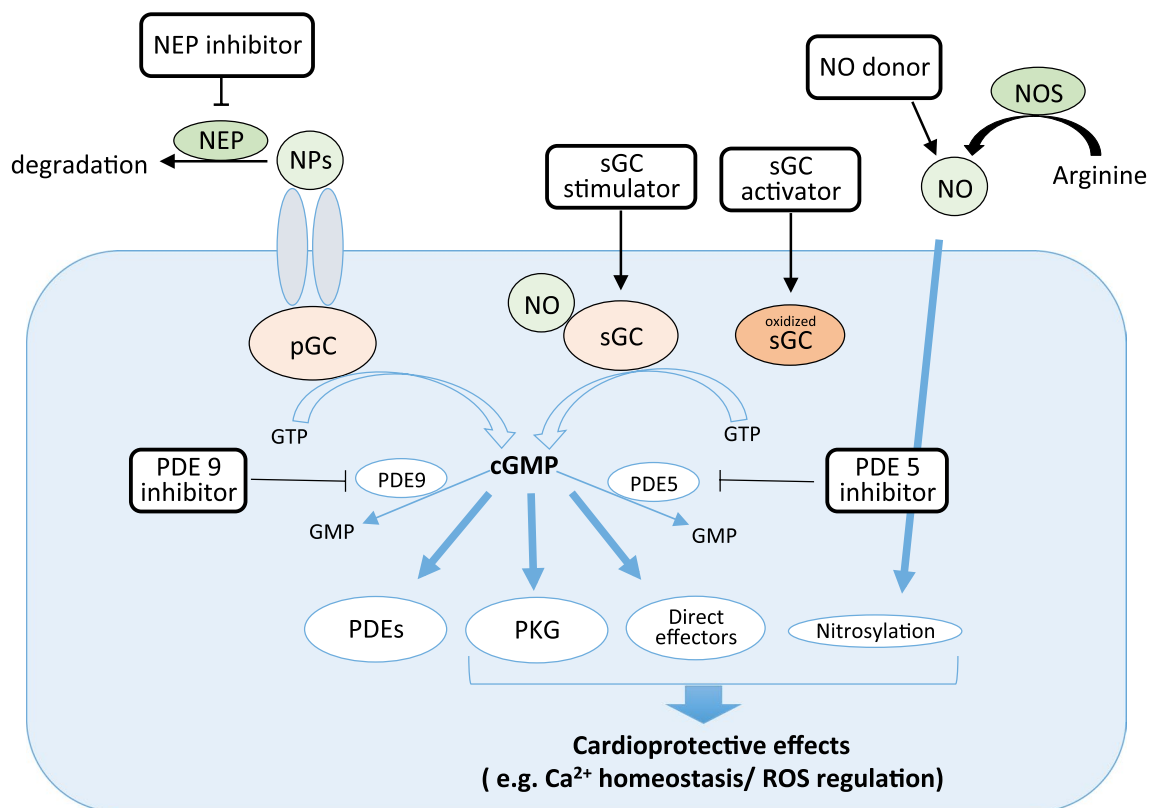 NEP inhibitor
NO donor
NOS
NEP
NPs
degradation
sGC
stimulator
sGC
activator
NO
Arginine
NO
sGC
oxidized
sGC
pGC
GTP
GTP
cGMP
PDE 9
inhibitor
PDE9
PDE5
PDE 5
inhibitor
GMP
GMP
PDEs
PKG
Direct
effectors
Nitrosylation
Cardioprotective effects
( e.g. Ca²⁺ homeostasis/ ROS regulation)